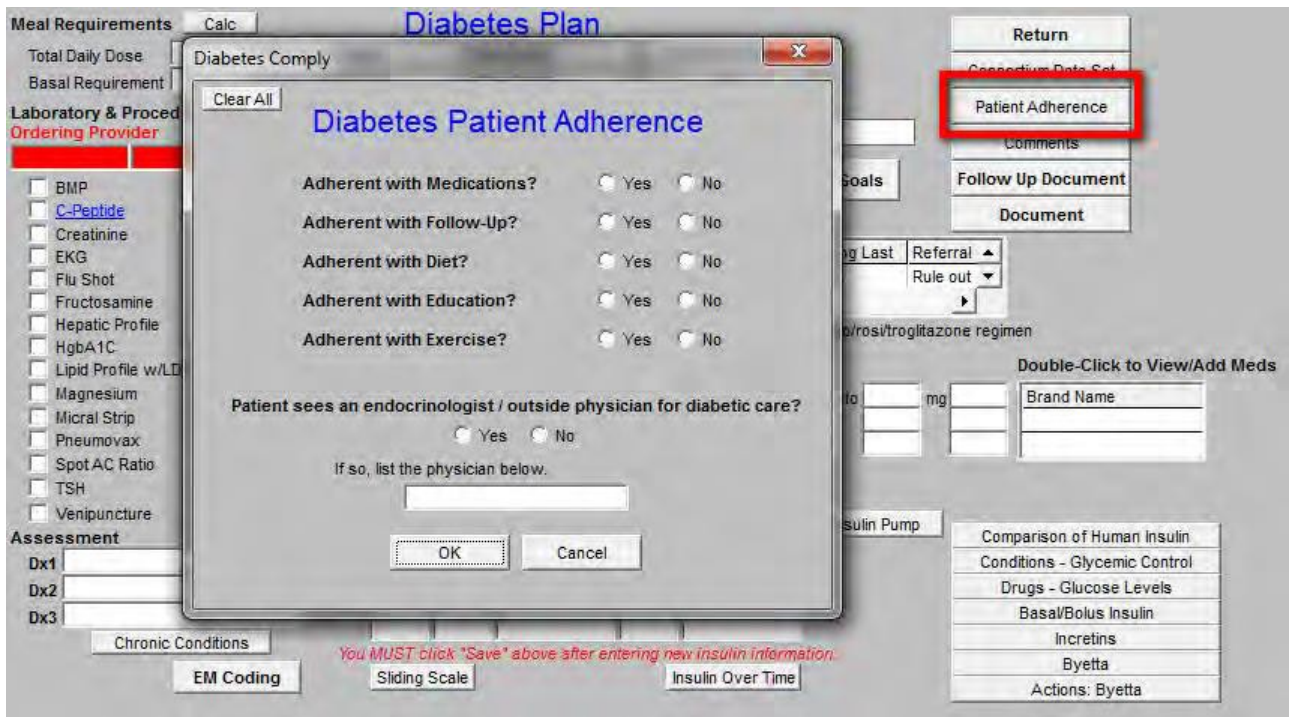 Meal Requirements Calc Diabetes Plan
Total Daily Dose
Basal Requirement
Laboratory & Proced
Ordering Provider
BMP
C-Peptide
Creatinine
EKG
Flu Shot
Fructosamine
Hepatic Profile
HgbA1C
Lipid Profile w/LD
Magnesium
Micral Strip
Pneumovax
Spot AC Ratio
TSH
Venipuncture
Assessment
Dx1
Dx2
Dx3
Chronic Conditions
EM Coding
Diabetes Comply
Clear All
Diabetes Patient Adherence
Adherent with Medications? Yes No
Adherent with Follow-Up? Yes No
Adherent with Diet? Yes No
Adherent with Education? Yes No
Adherent with Exercise? Yes No
Patient sees an endocrinologist / outside physician for diabetic care?
Yes No
If so, list the physician below.
OK Cancel
You MUST click "Save" above after entering new insulin information.
Sliding Scale Insulin Over Time
Return
Consortium Data Set
Patient Adherence
Comments
Goals Follow Up Document
Document
ng Last Referral
Rule out
o/rosi/troglitazone regimen
Double-Click to View/Add Meds
to mg Brand Name
sulin Pump
Comparison of Human Insulin
Conditions - Glycemic Control
Drugs - Glucose Levels
Basal/Bolus Insulin
Incretins
Byetta
Actions: Byetta